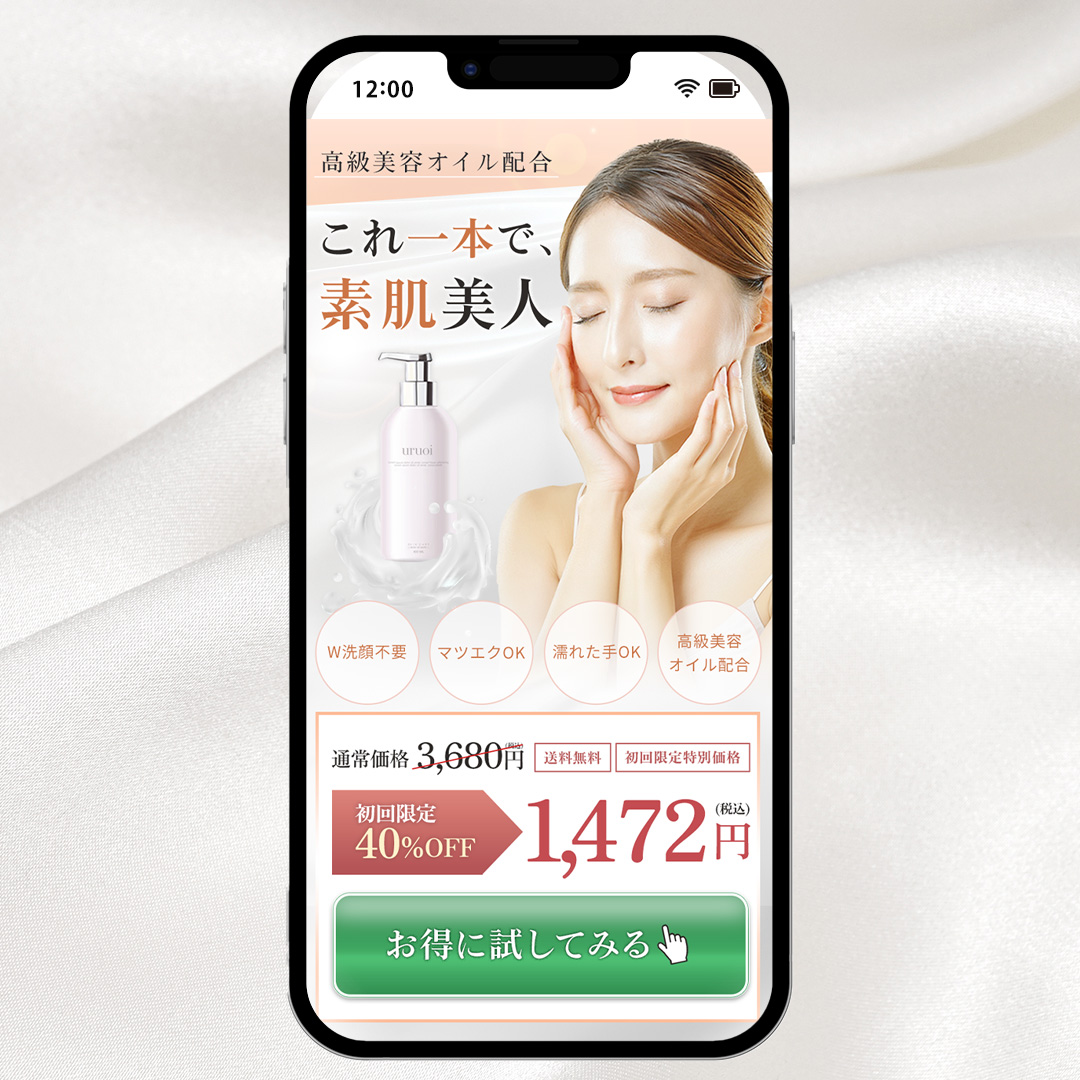 12:00
高級美容オイル配合
これ一本で、
素肌美人
uruoi
W洗顔不要
マツエクOK
濡れた手OK
高級美容
オイル配合
通常価格 3,680円(税込) 送料無料 初回限定特別価格
初回限定
40%OFF
1,472円(税込)
お得に試してみる